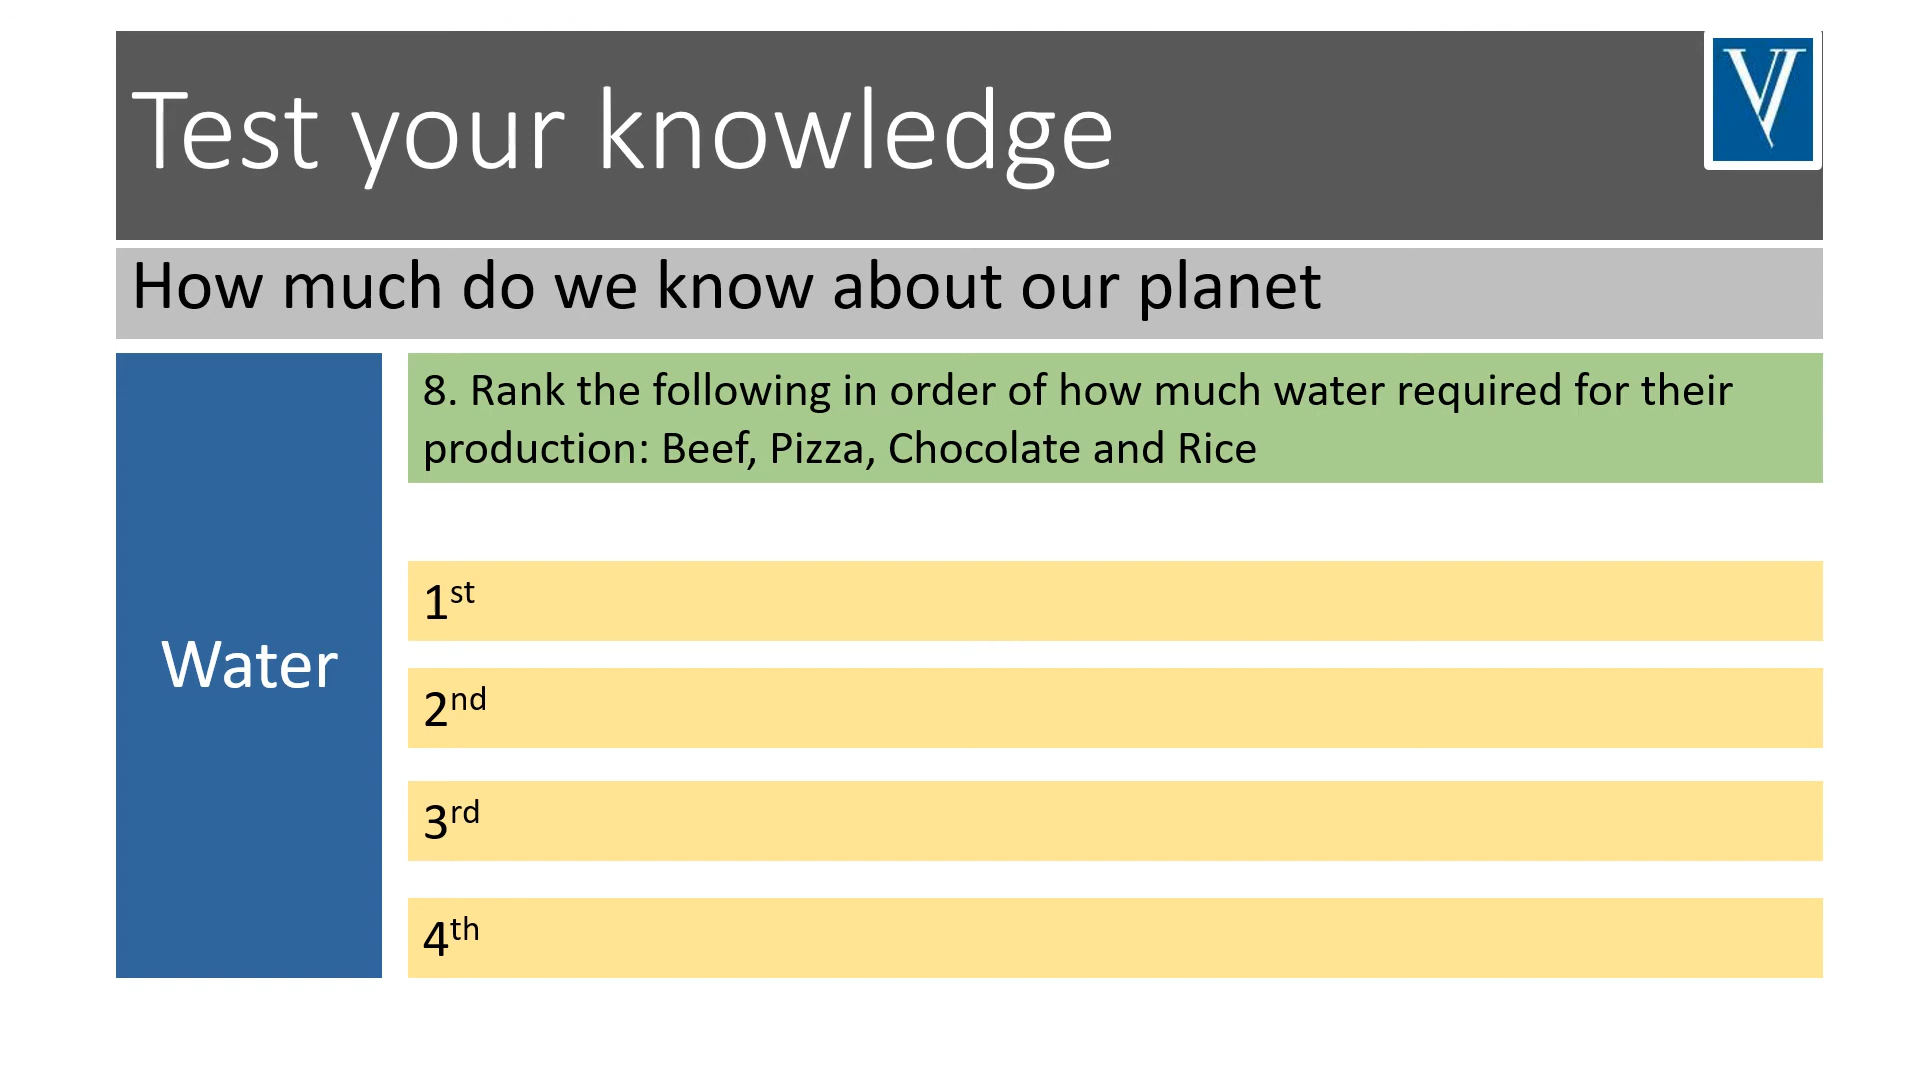 Test your knowledge
V
How much do we know about our planet
Water
8. Rank the following in order of how much water required for their
production: Beef, Pizza, Chocolate and Rice
1st
2nd
3rd
4th